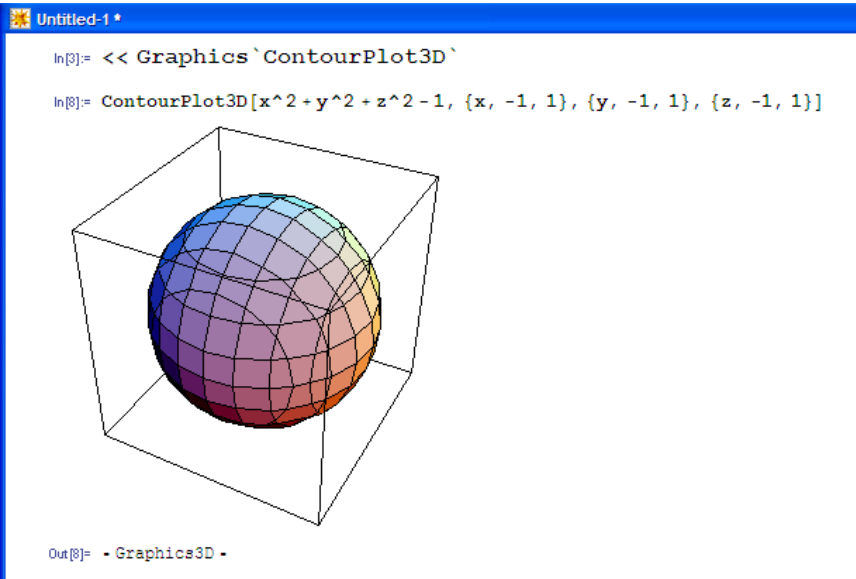 Untitled-1 *
In[3]:= << Graphics`ContourPlot3D`
In[8]:= ContourPlot3D[x^2 + y^2 + z^2 - 1, {x, -1, 1}, {y, -1, 1}, {z, -1, 1}]
Out[8]= - Graphics3D -